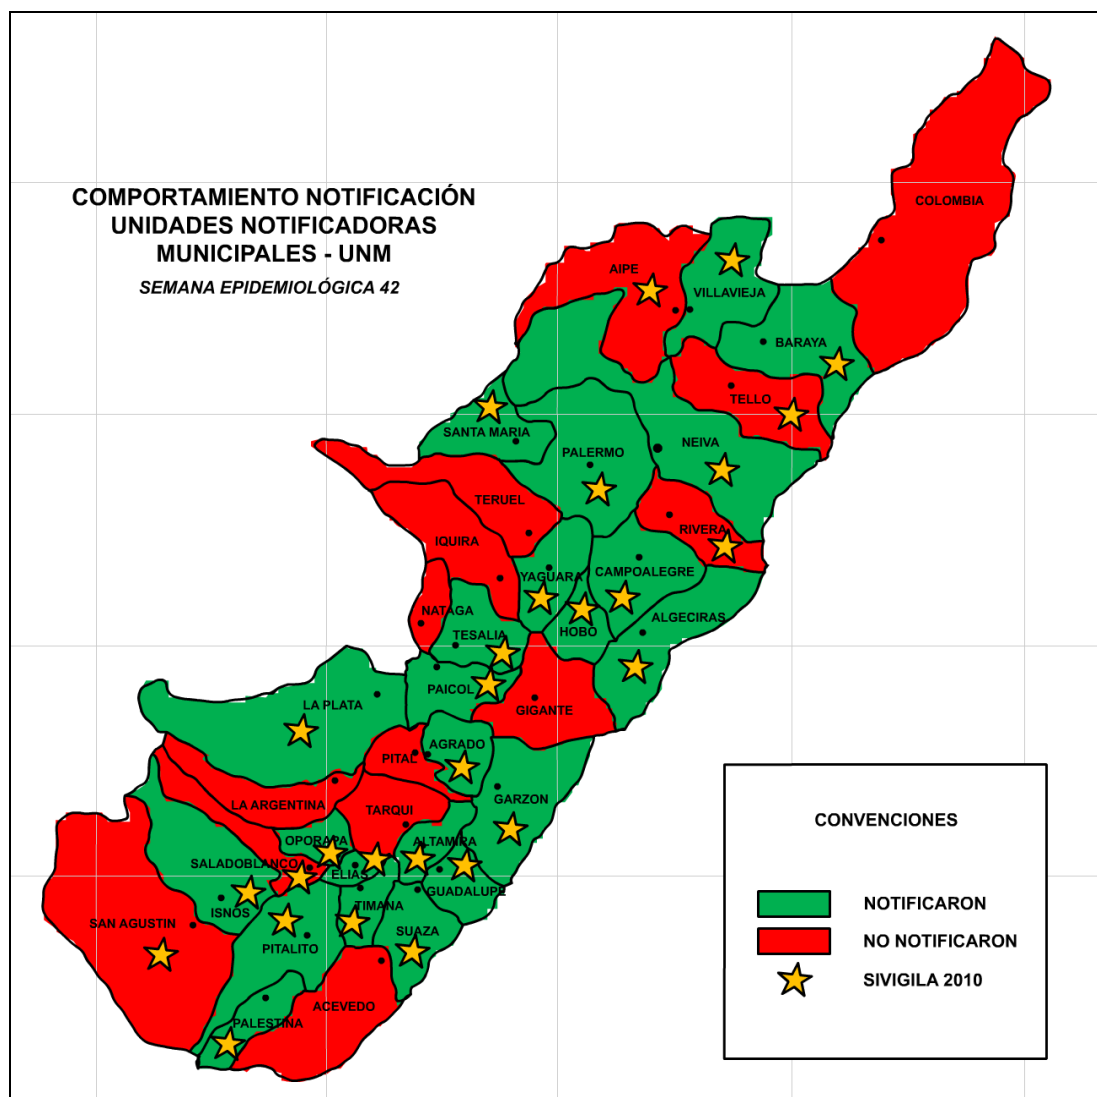 COMPORTAMIENTO NOTIFICACIÓN
UNIDADES NOTIFICADORAS
MUNICIPALES - UNM
SEMANA EPIDEMIOLÓGICA 42
COLOMBIA
AIPE
VILLAVIEJA
BARAYA
TELLO
SANTA MARIA
NEIVA
PALERMO
TERUEL
RIVERA
IQUIRA
YAGUARA
CAMPOALEGRE
NATAGA
ALGECIRAS
TESALIA
HOBO
PAICOL
LA PLATA
GIGANTE
AGRADO
PITAL
GARZON
LA ARGENTINA
TARQUI
OPORAPA
ALTAMIRA
SALADOBLANCO
ELIAS
GUADALUPE
ISNOS
TIMANA
SAN AGUSTIN
SUAZA
PITALITO
ACEVEDO
PALESTINA
CONVENCIONES
NOTIFICARON
NO NOTIFICARON
SIVIGILA 2010